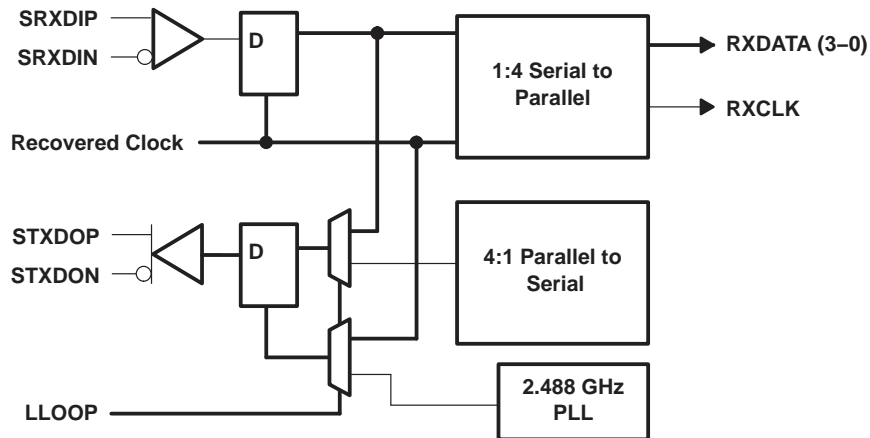 SRXDIP
SRXDIN
D
1:4 Serial to
Parallel
RXDATA (3–0)
RXCLK
Recovered Clock
STXDOP
STXDON
D
4:1 Parallel to
Serial
2.488 GHz
PLL
LLOOP